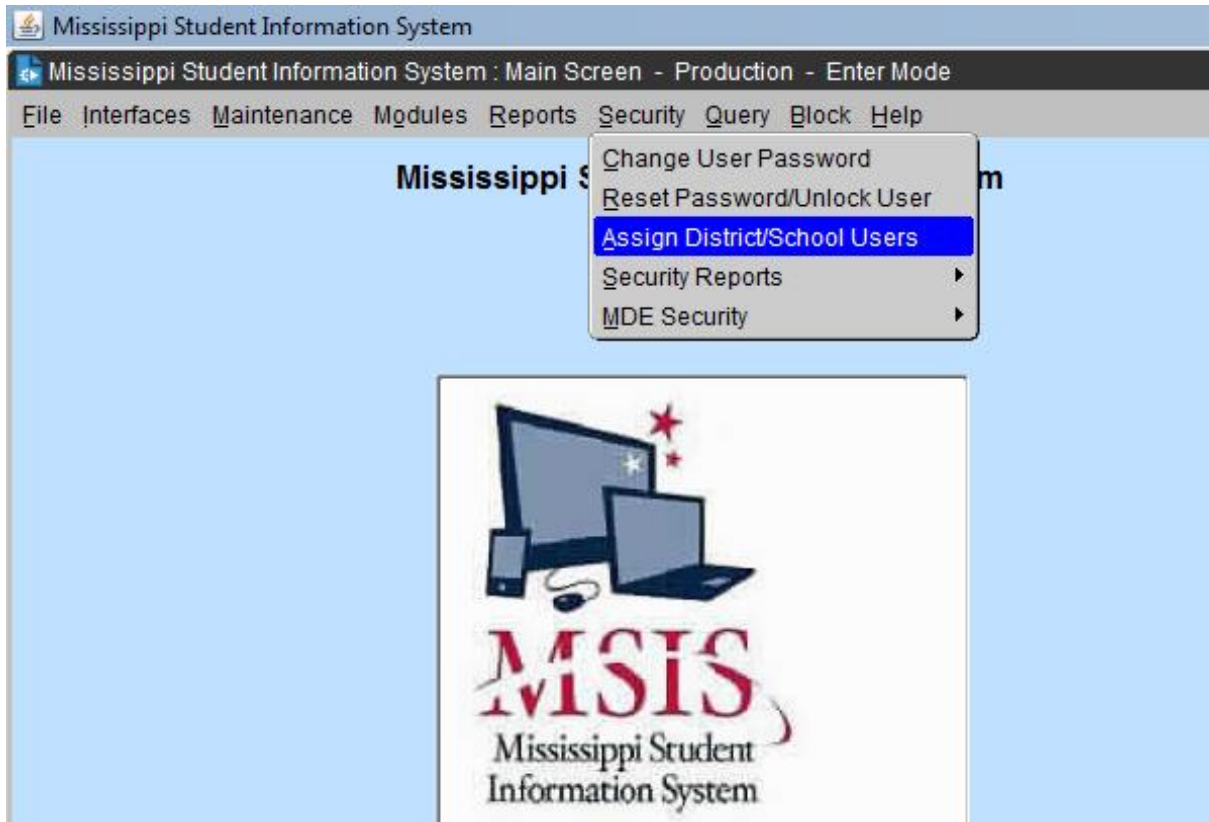 Mississippi Student Information System
Mississippi Student Information System : Main Screen - Production - Enter Mode
File Interfaces Maintenance Modules Reports Security Query Block Help
Mississippi S m
Change User Password
Reset Password/Unlock User
Assign District/School Users
Security Reports
MDE Security
MSIS
Mississippi Student
Information System